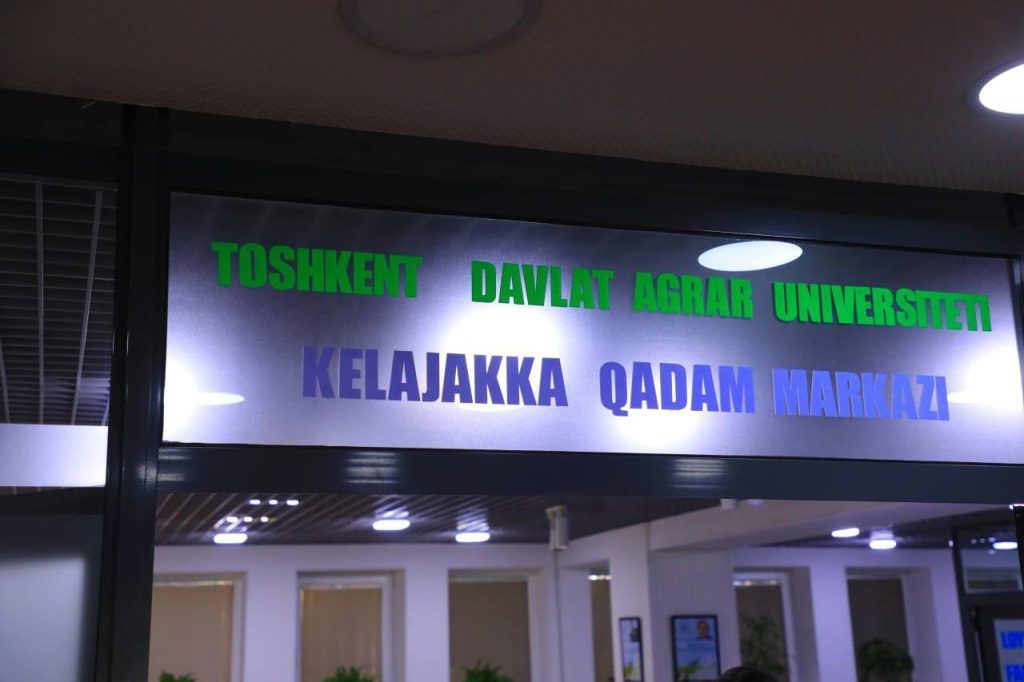 TOSHKENT DAVLAT AGRAR UNIVERSITETI
KELAJAKKA QADAM MARKAZI